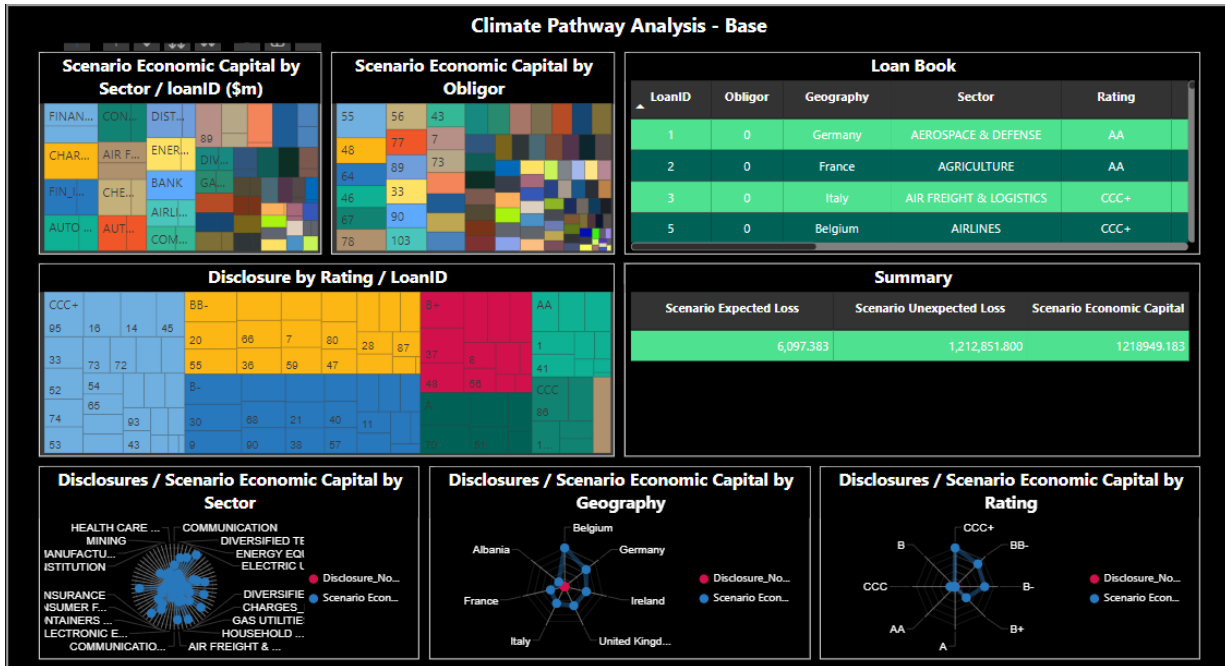 Climate Pathway Analysis - Base
Scenario Economic Capital by
Sector / loanID ($m)
FINAN...
CON...
DIST...
89
CHAR...
AIR F...
ENER...
DIV...
FIN_I...
CHE...
BANK
GA...
AUTO ...
AUT...
AIRLI...
COM...
Scenario Economic Capital by
Obligor
55
56
43
48
77
7
64
89
73
46
33
67
90
78
103
Loan Book
LoanID Obligor Geography Sector Rating
1 0 Germany AEROSPACE & DEFENSE AA
2 0 France AGRICULTURE AA
3 0 Italy AIR FREIGHT & LOGISTICS CCC+
5 0 Belgium AIRLINES CCC+
Disclosure by Rating / LoanID
CCC+
95 16 14 45
33
73 72
52
54
65
74
93
53
43
BB-
20 66 7 80 28 87
55 36 59 47
B-
30 68 21 40 11
9 90 38 57
B+
37 8
48 56
A
AA
1
41
CCC
86
1...
Summary
Scenario Expected Loss Scenario Unexpected Loss Scenario Economic Capital
6,097.383 1,212,851.800 1218949.183
Disclosures / Scenario Economic Capital by
Sector
HEALTH CARE ... COMMUNICATION
MINING DIVERSIFIED TE
MANUFACTU... ENERGY EQU
ISTITUTION ELECTRIC U
NSURANCE DIVERSIFIE
NSUMER F... CHARGES_
NTAINERS ... GAS UTILITIE
LECTRONIC E... HOUSEHOLD ...
COMMUNICATIO... AIR FREIGHT & ...
Disclosure_No...
Scenario Econ...
Disclosures / Scenario Economic Capital by
Geography
Belgium
Albania Germany
France Ireland
Italy United Kingd...
Disclosure_No...
Scenario Econ...
Disclosures / Scenario Economic Capital by
Rating
CCC+
B BB-
CCC B-
AA B+
A
Disclosure_No...
Scenario Econ...